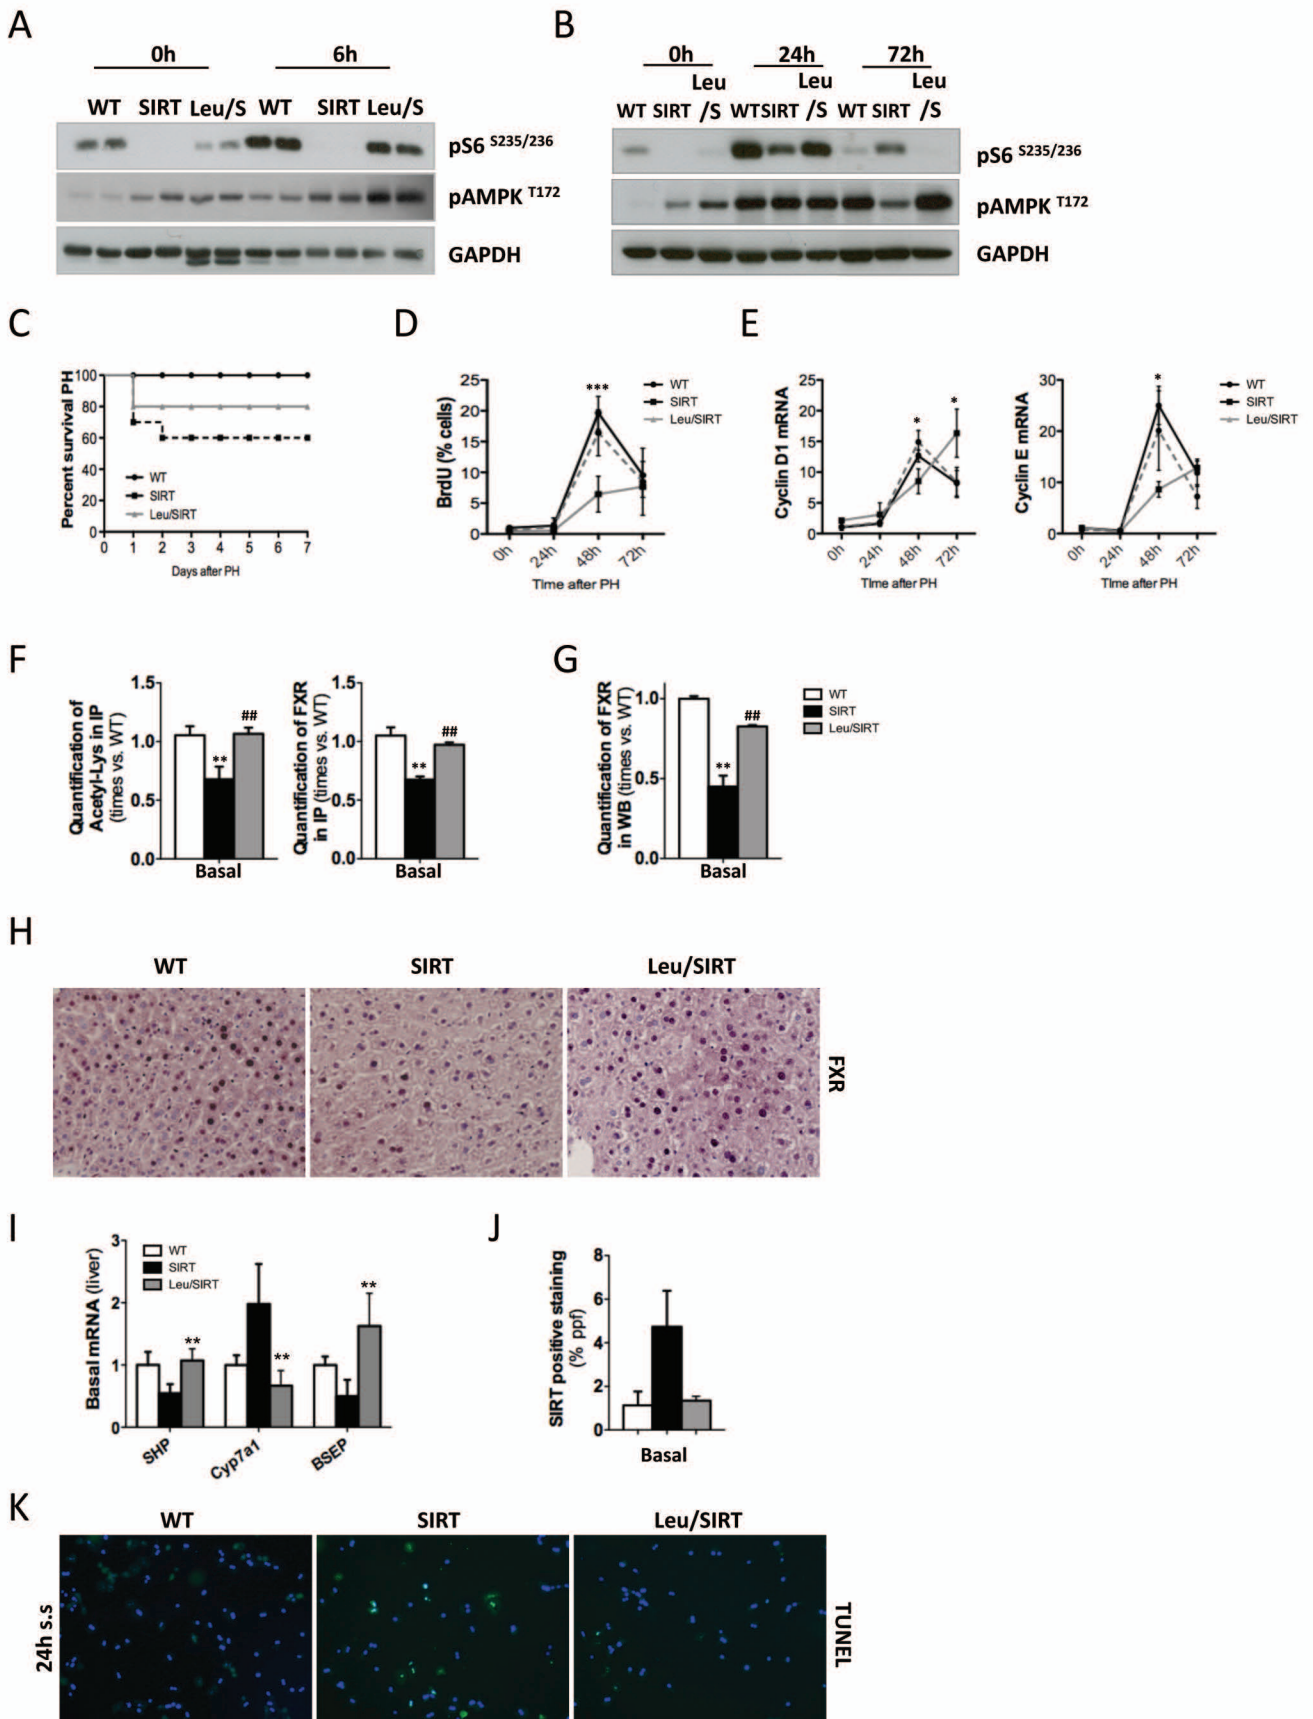 A
0h 6h
WT SIRT Leu/S WT SIRT Leu/S
pS6 S235/236
pAMPK T172
GAPDH
B
0h 24h 72h
Leu Leu Leu
WT SIRT /S WT SIRT /S WT SIRT /S
pS6 S235/236
pAMPK T172
GAPDH
C
Percent survival PH
100
80
60
40
20
0
0 1 2 3 4 5 6 7
Days after PH
WT
SIRT
Leu/SIRT
D
BrdU (% cells)
25
20
15
10
5
0
***
0h 24h 48h 72h
TIme after PH
WT
SIRT
Leu/SIRT
E
Cyclin D1 mRNA
25
20
15
10
5
0
* *
0h 24h 48h 72h
TIme after PH
Cyclin E mRNA
30
20
10
0
*
0h 24h 48h 72h
TIme after PH
WT
SIRT
Leu/SIRT
F
Quantification of
Acetyl-Lys in IP
(times vs. WT)
1.5
1.0
0.5
0.0
** ##
Basal
Quantification of FXR
in IP (times vs. WT)
1.5
1.0
0.5
0.0
** ##
Basal
G
Quantification of FXR
in WB (times vs. WT)
1.0
0.5
0.0
** ##
Basal
WT
SIRT
Leu/SIRT
H
WT SIRT Leu/SIRT
FXR
I
Basal mRNA (liver)
3
2
1
0
WT
SIRT
Leu/SIRT
** ** **
SHP Cyp7a1 BSEP
J
SIRT positive staining
(% ppf)
8
6
4
2
0
Basal
K
WT SIRT Leu/SIRT
24h s.s
TUNEL